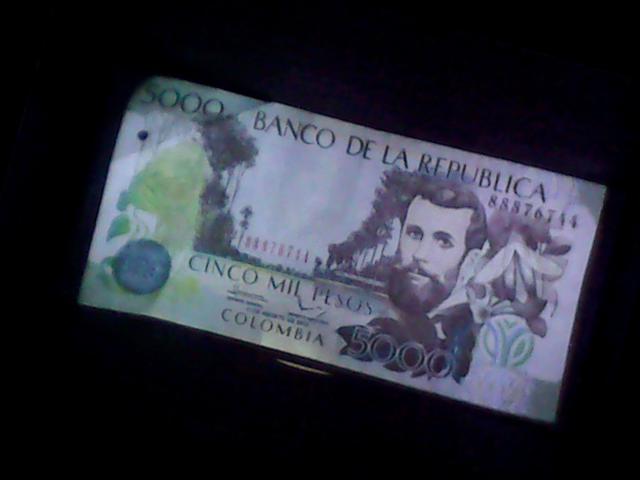 5000
BANCO DE LA REPUBLICA
88876744
88876744
CINCO MIL PESOS
COLOMBIA
5000